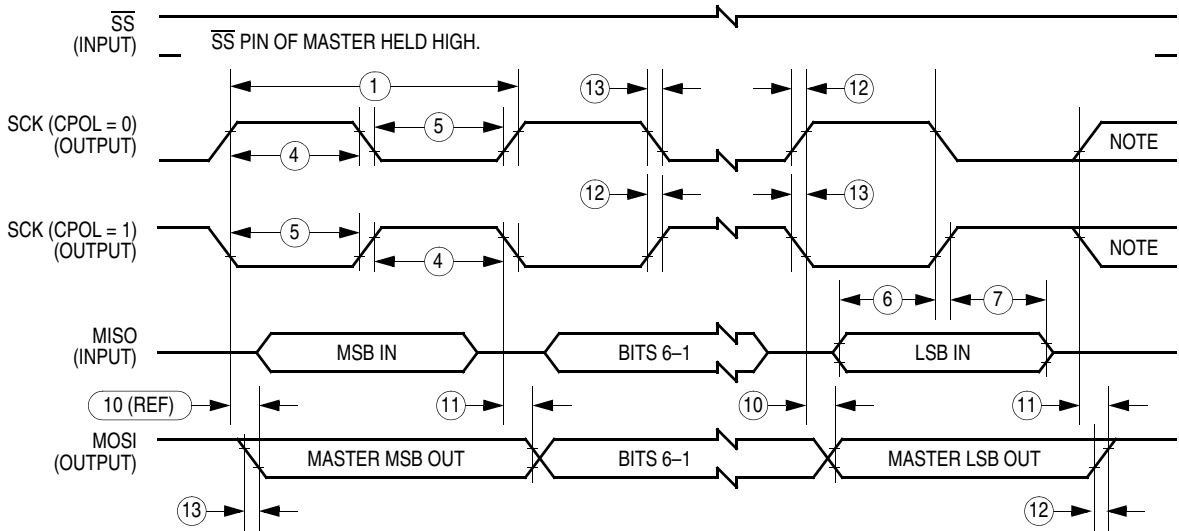 SS
(INPUT)
SS PIN OF MASTER HELD HIGH.
1
13
12
SCK (CPOL = 0)
(OUTPUT)
5
4
NOTE
12
13
SCK (CPOL = 1)
(OUTPUT)
5
4
NOTE
6
7
MISO
(INPUT)
MSB IN
BITS 6–1
LSB IN
10 (REF)
11
10
11
MOSI
(OUTPUT)
MASTER MSB OUT
BITS 6–1
MASTER LSB OUT
13
12